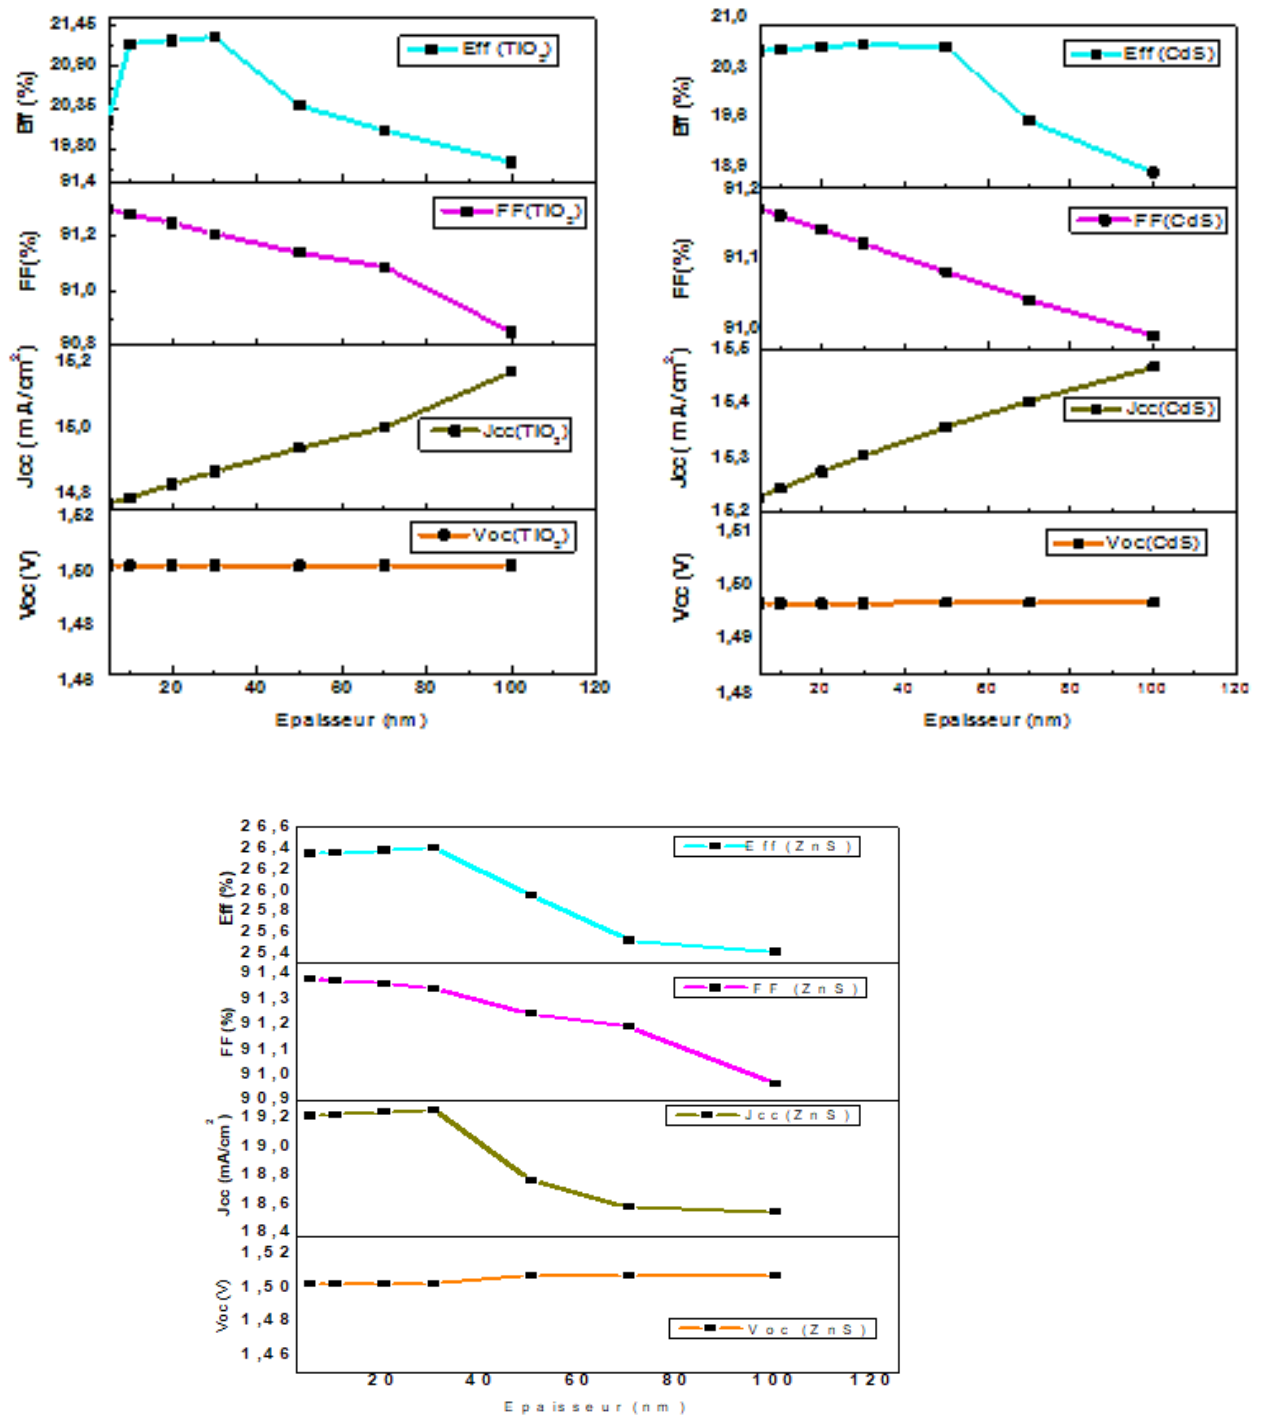 21,45
20,90
20,35
19,80
Eff (%)
Eff (TiO2)
91,4
91,2
91,0
90,8
FF(%)
FF(TiO2)
15,2
15,0
14,8
Jcc ( mA/cm2)
Jcc(TiO2)
1,52
1,50
1,48
1,46
Voc (V)
Voc(TiO2)
20 40 60 80 100 120
Epaisseur (nm)
21,0
20,3
19,6
18,9
Eff (%)
Eff(CdS)
91,2
91,1
91,0
FF(%)
FF(CdS)
15,5
15,4
15,3
15,2
Jcc( mA/cm2)
Jcc(CdS)
1,51
1,50
1,49
1,48
Vcc (V)
Voc(CdS)
20 40 60 80 100 120
Epaisseur (nm)
26,6
26,4
26,2
26,0
25,8
25,6
25,4
Eff (%)
Eff(ZnS)
91,4
91,3
91,2
91,1
91,0
90,9
FF (%)
FF (ZnS)
19,2
19,0
18,8
18,6
18,4
Jcc (mA/cm2)
Jcc(ZnS)
1,52
1,50
1,48
1,46
Voc (V)
Voc (ZnS)
20 40 60 80 100 120
Epaisseur (nm)